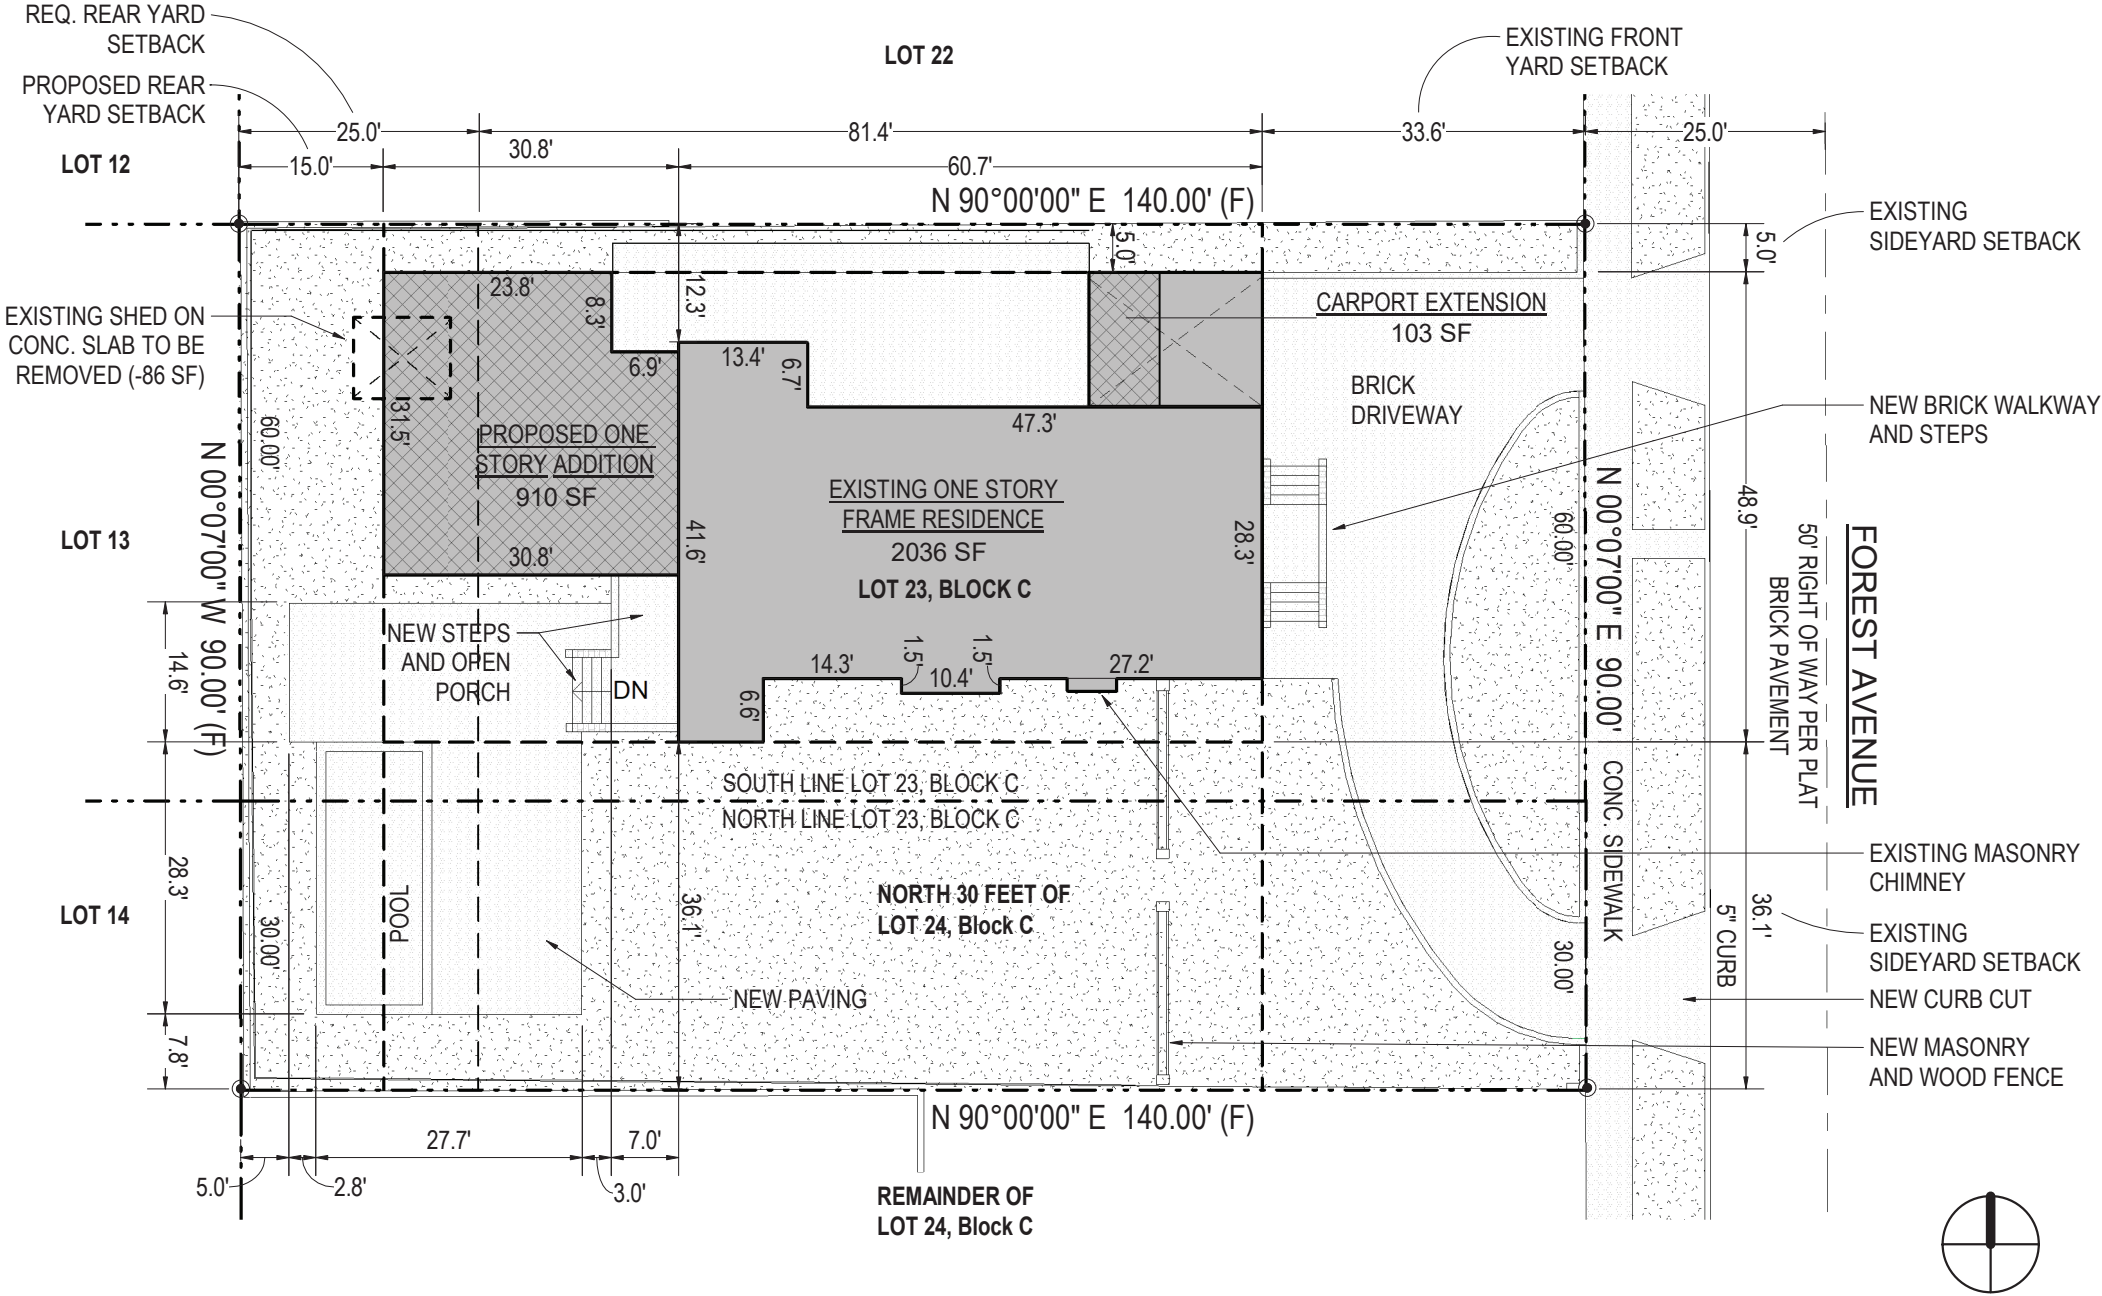 REQ. REAR YARD
SETBACK
PROPOSED REAR
YARD SETBACK
LOT 22
EXISTING FRONT
YARD SETBACK
25.0'
81.4'
33.6'
25.0'
LOT 12
15.0'
30.8'
60.7'
N 90°00'00" E 140.00' (F)
EXISTING
SIDEYARD SETBACK
5.0'
5.0'
23.8'
8.3'
12.3'
6.9'
13.4'
6.7'
47.3'
CARPORT EXTENSION
103 SF
EXISTING SHED ON
CONC. SLAB TO BE
REMOVED (-86 SF)
BRICK
DRIVEWAY
NEW BRICK WALKWAY
AND STEPS
60.00'
31.5'
PROPOSED ONE
STORY ADDITION
910 SF
30.8'
41.6'
EXISTING ONE STORY
FRAME RESIDENCE
2036 SF
LOT 23, BLOCK C
28.3'
60.00'
48.9'
N 00°07'00" W 90.00' (F)
N 00°07'00" E 90.00'
LOT 13
FOREST AVENUE
50' RIGHT OF WAY PER PLAT
BRICK PAVEMENT
14.6'
NEW STEPS
AND OPEN
PORCH
DN
6.6'
14.3'
1.5'
10.4'
1.5'
27.2'
SOUTH LINE LOT 23, BLOCK C
NORTH LINE LOT 23, BLOCK C
CONC. SIDEWALK
EXISTING MASONRY
CHIMNEY
28.3'
POOL
LOT 14
30.00'
36.1'
NORTH 30 FEET OF
LOT 24, Block C
30.00'
5" CURB
36.1'
EXISTING
SIDEYARD SETBACK
NEW PAVING
NEW CURB CUT
7.8'
NEW MASONRY
AND WOOD FENCE
N 90°00'00" E 140.00' (F)
27.7'
7.0'
5.0'
2.8'
3.0'
REMAINDER OF
LOT 24, Block C